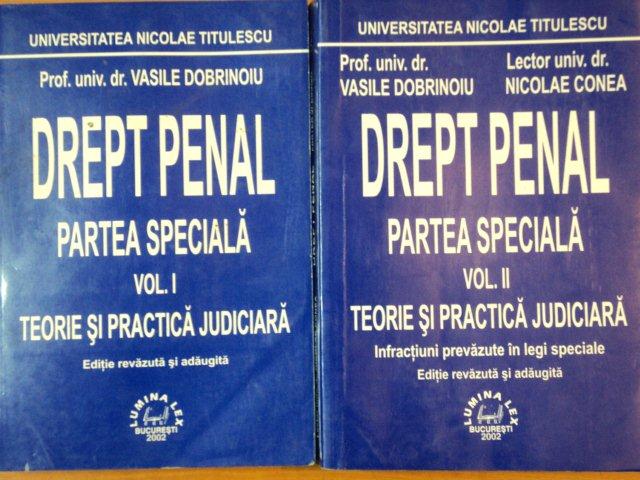 UNIVERSITATEA NICOLAE TITULESCU
Prof. univ. dr. VASILE DOBRINOIU
DREPT PENAL
PARTEA SPECIALĂ
VOL. I
TEORIE ŞI PRACTICĂ JUDICIARĂ
Ediţie revăzută şi adăugită
LUMINA LEX
BUCUREŞTI
2002
UNIVERSITATEA NICOLAE TITULESCU
Prof. univ. dr.
VASILE DOBRINOIU
Lector univ. dr.
NICOLAE CONEA
DREPT PENAL
PARTEA SPECIALĂ
VOL. II
TEORIE ŞI PRACTICĂ JUDICIARĂ
Infracţiuni prevăzute în legi speciale
Ediţie revăzută şi adăugită
LUMINA LEX
BUCUREŞTI
2002